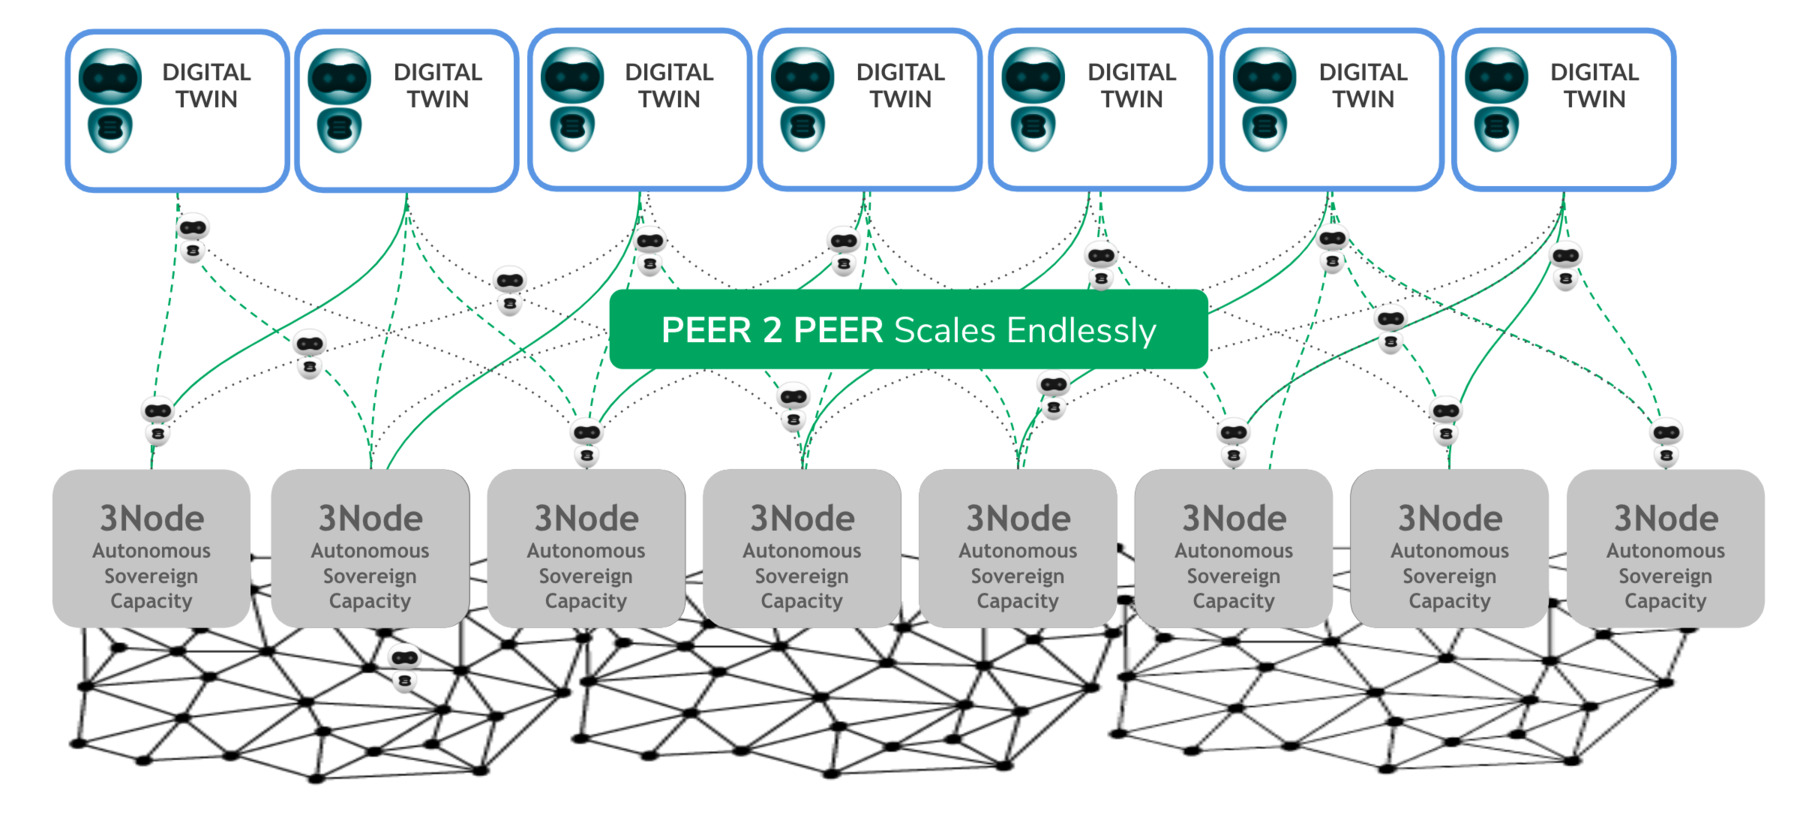 DIGITAL
TWIN
DIGITAL
TWIN
DIGITAL
TWIN
DIGITAL
TWIN
DIGITAL
TWIN
DIGITAL
TWIN
DIGITAL
TWIN
PEER 2 PEER Scales Endlessly
3Node
Autonomous
Sovereign
Capacity
3Node
Autonomous
Sovereign
Capacity
3Node
Autonomous
Sovereign
Capacity
3Node
Autonomous
Sovereign
Capacity
3Node
Autonomous
Sovereign
Capacity
3Node
Autonomous
Sovereign
Capacity
3Node
Autonomous
Sovereign
Capacity
3Node
Autonomous
Sovereign
Capacity